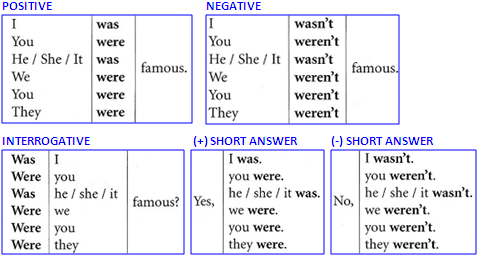 POSITIVE
I was
You were
He / She / It was
We were
You were
They were
famous.
NEGATIVE
I wasn't
You weren't
He / She / It wasn't
We weren't
You weren't
They weren't
famous.
INTERROGATIVE
Was I
Were you
Was he / she / it
Were we
Were you
Were they
famous?
(+) SHORT ANSWER
Yes,
I was.
you were.
he / she / it was.
we were.
you were.
they were.
(-) SHORT ANSWER
No,
I wasn't.
you weren't.
he / she / it wasn't.
we weren't.
you weren't.
they weren't.